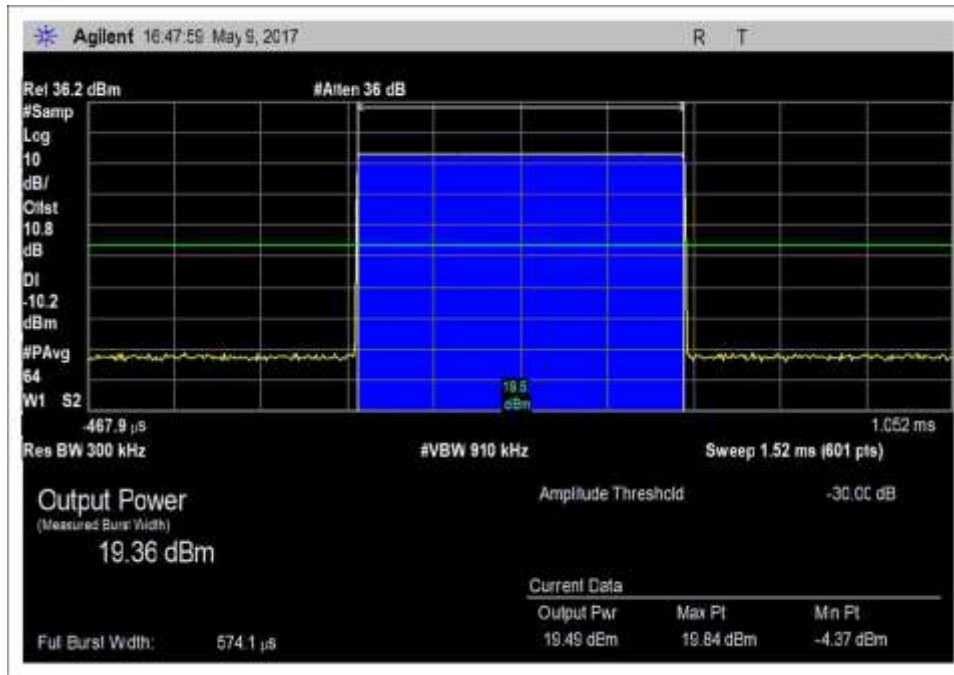 Agilent 16:47:59 May 9, 2017 R T
Ref 36.2 dBm #Atten 36 dB
#Samp
Log
10
dB/
Offst
10.8
dB
DI
-10.2
dBm
#PAvg
64
W1 S2
19.5
dBm
-467.9 µs 1.052 ms
Res BW 300 kHz #VBW 910 kHz Sweep 1.52 ms (601 pts)
Output Power Amplitude Threshold -30.00 dB
(Measured Burst Width)
19.36 dBm
Current Data
Output Pwr Max Pt Min Pt
Full Burst Width: 574.1 µs 19.49 dBm 19.84 dBm -4.37 dBm